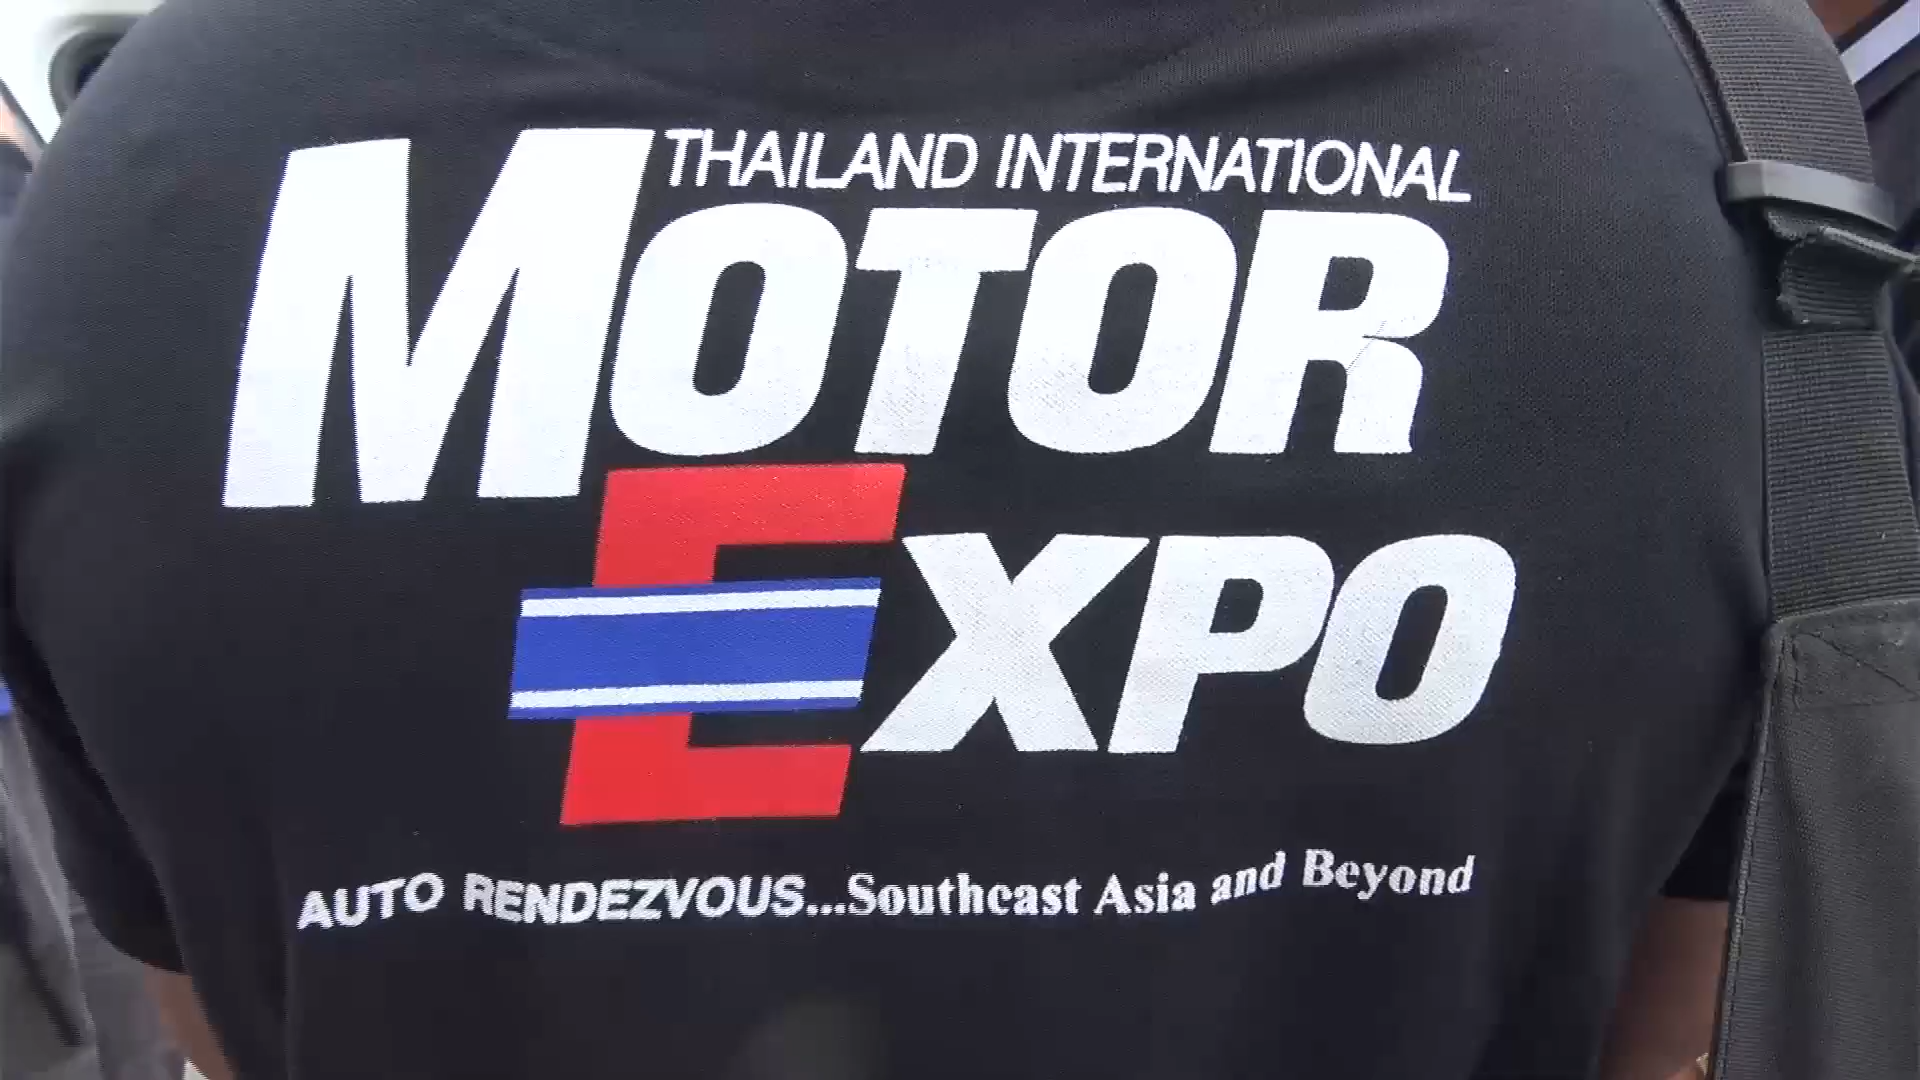 THAILAND INTERNATIONAL
MOTOR
EXPO
AUTO RENDEZVOUS...Southeast Asia and Beyond